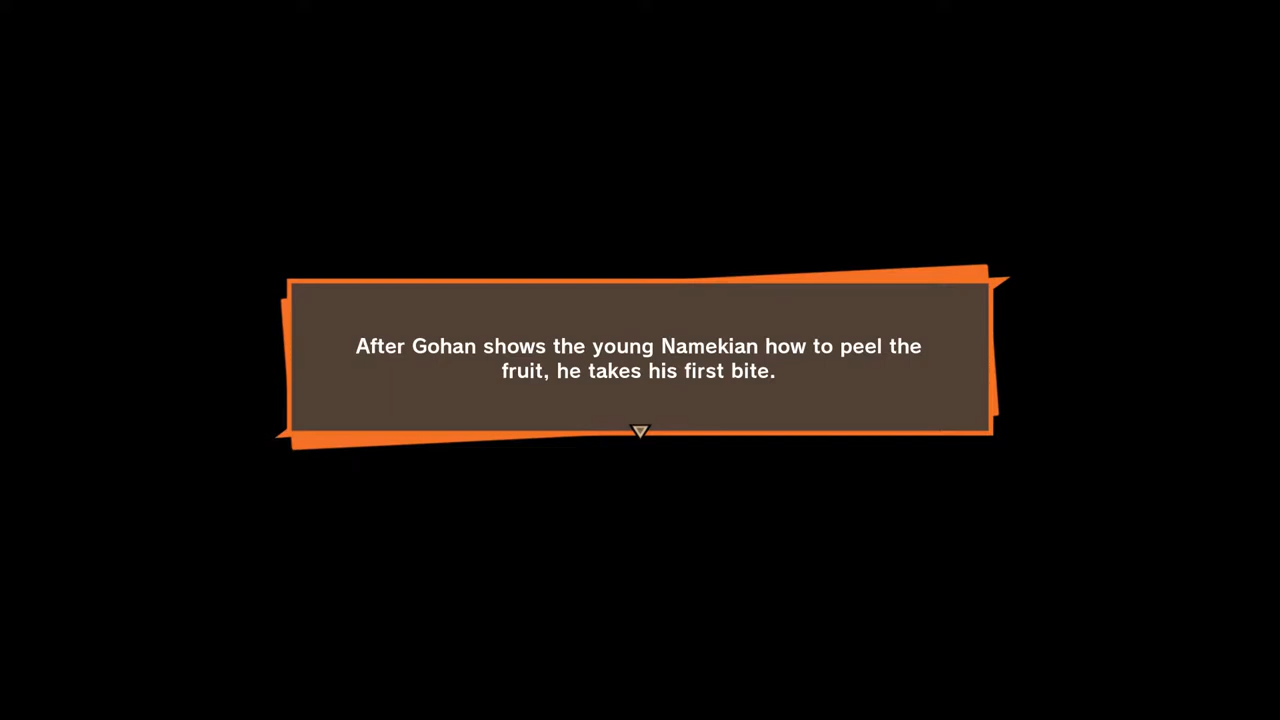 After Gohan shows the young Namekian how to peel the
fruit, he takes his first bite.